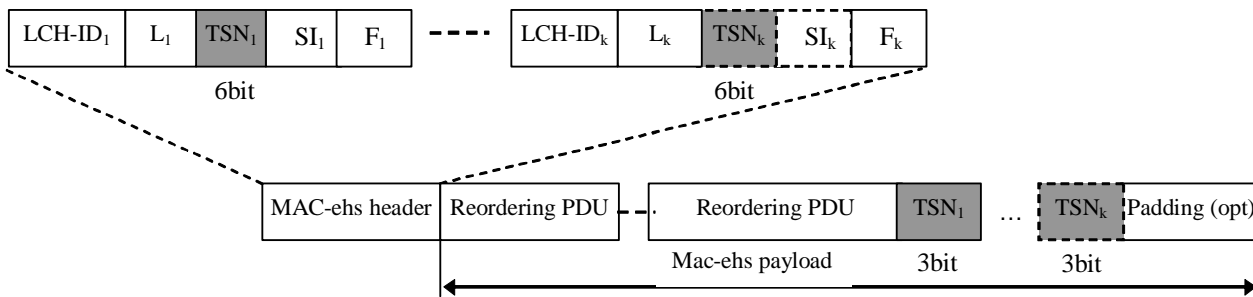 LCH-ID1 L1 TSN1 SI1 F1 LCH-IDk Lk TSNk SIk Fk
6bit 6bit
MAC-ehs header Reordering PDU Reordering PDU TSN1 ... TSNk Padding (opt)
Mac-ehs payload 3bit 3bit